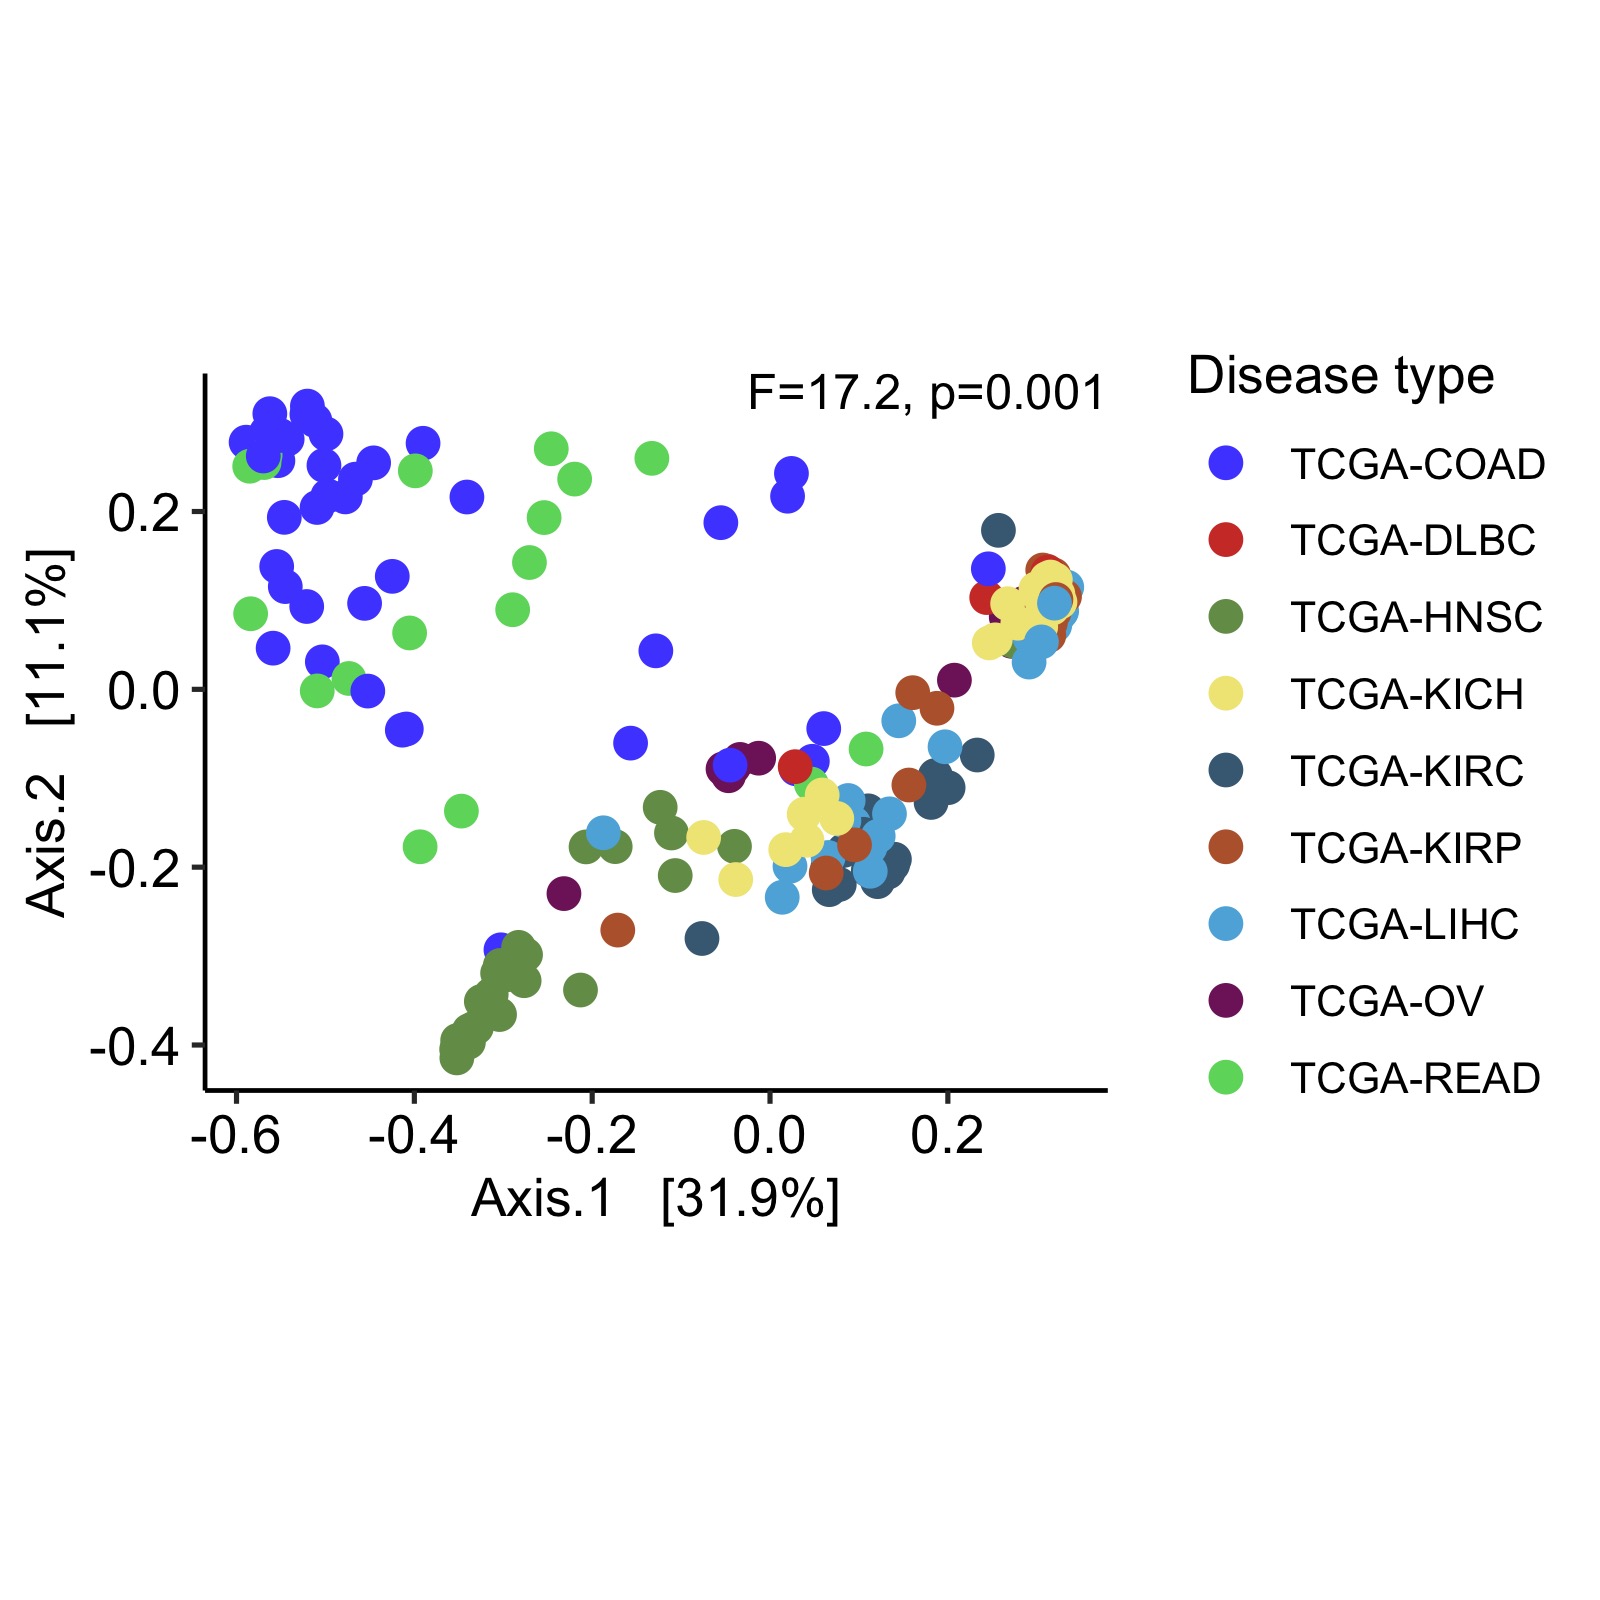 F=17.2, p=0.001
Disease type
TCGA-COAD
TCGA-DLBC
TCGA-HNSC
TCGA-KICH
TCGA-KIRC
TCGA-KIRP
TCGA-LIHC
TCGA-OV
TCGA-READ
Axis.2 [11.1%]
0.2
0.0
-0.2
-0.4
-0.6 -0.4 -0.2 0.0 0.2
Axis.1 [31.9%]